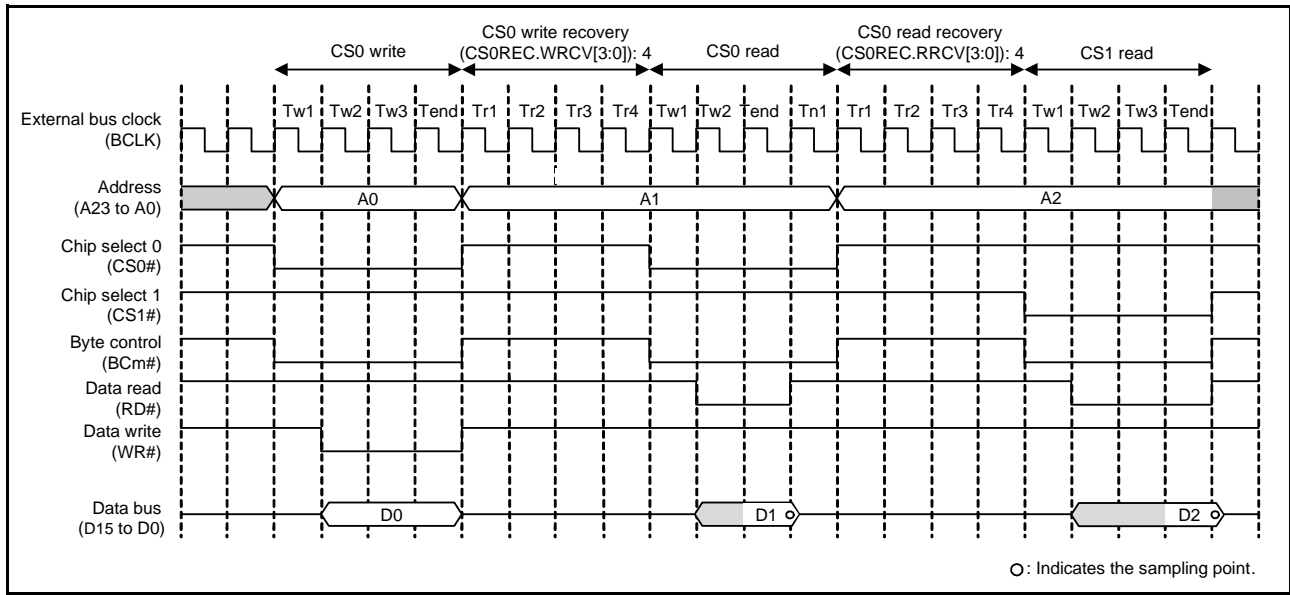 CS0 write
CS0 write recovery
(CS0REC.WRCV[3:0]): 4
CS0 read
CS0 read recovery
(CS0REC.RRCV[3:0]): 4
CS1 read
Tw1 Tw2 Tw3 Tend Tr1 Tr2 Tr3 Tr4 Tw1 Tw2 Tend Tn1 Tr1 Tr2 Tr3 Tr4 Tw1 Tw2 Tw3 Tend
External bus clock
(BCLK)
Address
(A23 to A0)
A0 A1 A2
Chip select 0
(CS0#)
Chip select 1
(CS1#)
Byte control
(BCm#)
Data read
(RD#)
Data write
(WR#)
Data bus
(D15 to D0)
D0 D1 D2
: Indicates the sampling point.